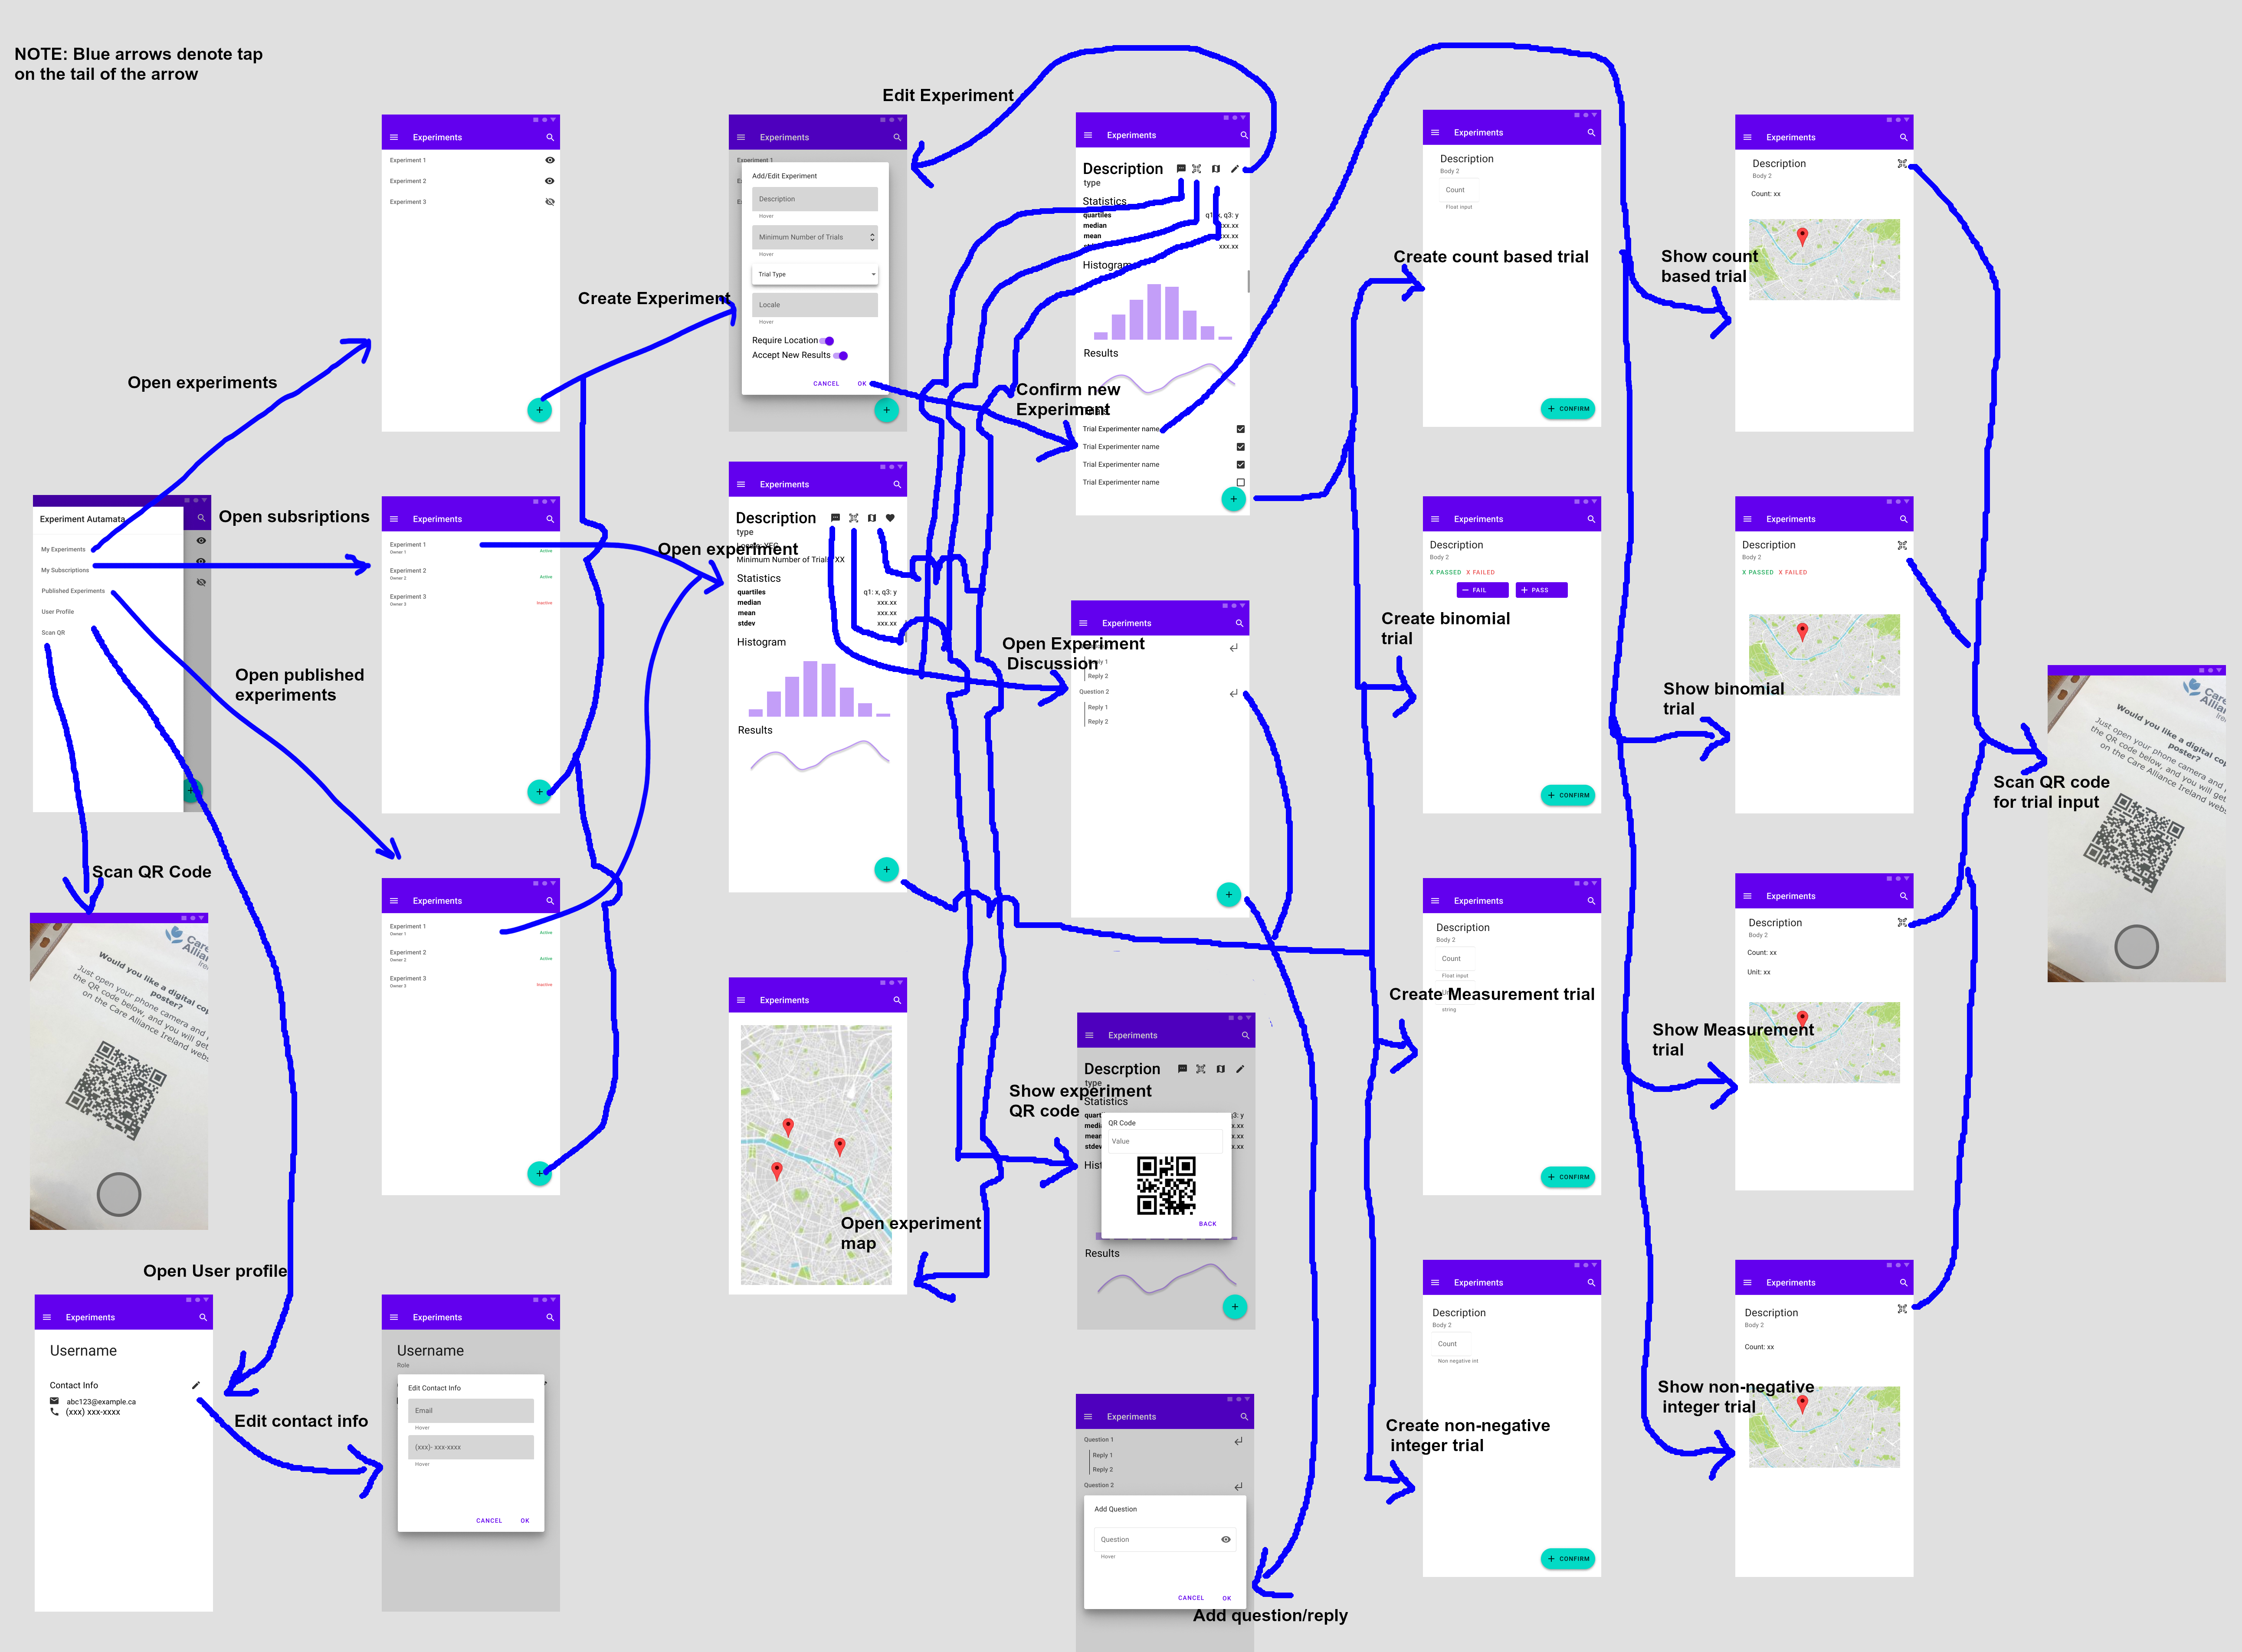 NOTE: Blue arrows denote tap
on the tail of the arrow
Open experiments
Experiments
Experiment 1
Experiment 2
Experiment 3
Create Experiment
Experiments
Experiment 1
Add/Edit Experiment
Description
Hover
Minimum Number of Trials
Hover
Trial Type
Locale
Hover
Require Location
Accept New Results
CANCEL OK
Edit Experiment
Experiments
Description
type
Statistics
quartiles q1: x, q3: y
median xxx.xx
mean xxx.xx
xxx.xx
Histogram
Results
Confirm new
Experiment
Trial Experimenter name
Trial Experimenter name
Trial Experimenter name
Trial Experimenter name
Experiments
Description
Body 2
Count
Float input
Create count based trial
+ CONFIRM
Experiments
Description
Body 2
Count: xx
Show count
based trial
Experiment Autamata
My Experiments
My Subscriptions
Published Experiments
User Profile
Scan QR
Open subsriptions
Experiments
Experiment 1
Owner 1
Active
Experiment 2
Owner 2
Active
Experiment 3
Owner 3
Inactive
Open published
experiments
Open experiment
Experiments
Description
type
Minimum Number of Trials XX
Statistics
quartiles q1: x, q3: y
median xxx.xx
mean xxx.xx
stdev xxx.xx
Histogram
Results
Open Experiment
Discussion
Experiments
Reply 2
Question 2
Reply 1
Reply 2
Experiments
Description
Body 2
X PASSED X FAILED
FAIL
PASS
Create binomial
trial
+ CONFIRM
Experiments
Description
Body 2
X PASSED X FAILED
Show binomial
trial
Would you like a digital
poster?
Just open your phone camera and
the QR code below, and you will get
on the Care Alliance Ireland
Scan QR code
for trial input
Scan QR Code
Would you like a digital
poster?
Just open your phone camera and
the QR code below, and you will get
on the Care Alliance Ireland
Experiments
Experiment 1
Owner 1
Active
Experiment 2
Owner 2
Active
Experiment 3
Owner 3
Inactive
Experiments
Open experiment
map
Experiments
Descrption
type
Show experiment
QR code
Statistics
QR Code
Value
BACK
Results
Experiments
Description
Body 2
Count
Float input
Create Measurement trial
string
+ CONFIRM
Experiments
Description
Body 2
Count: xx
Unit: xx
Show Measurement
trial
Open User profile
Experiments
Username
Contact Info
abc123@example.ca
(xxx) xxx-xxxx
Edit contact info
Experiments
Username
Role
Edit Contact Info
Email
Hover
(xxx)- xxx-xxxx
Hover
CANCEL OK
Experiments
Question 1
Reply 1
Reply 2
Question 2
Add Question
Question
Hover
CANCEL OK
Add question/reply
Experiments
Description
Body 2
Count
Non negative int
Create non-negative
integer trial
+ CONFIRM
Experiments
Description
Body 2
Count: xx
Show non-negative
integer trial